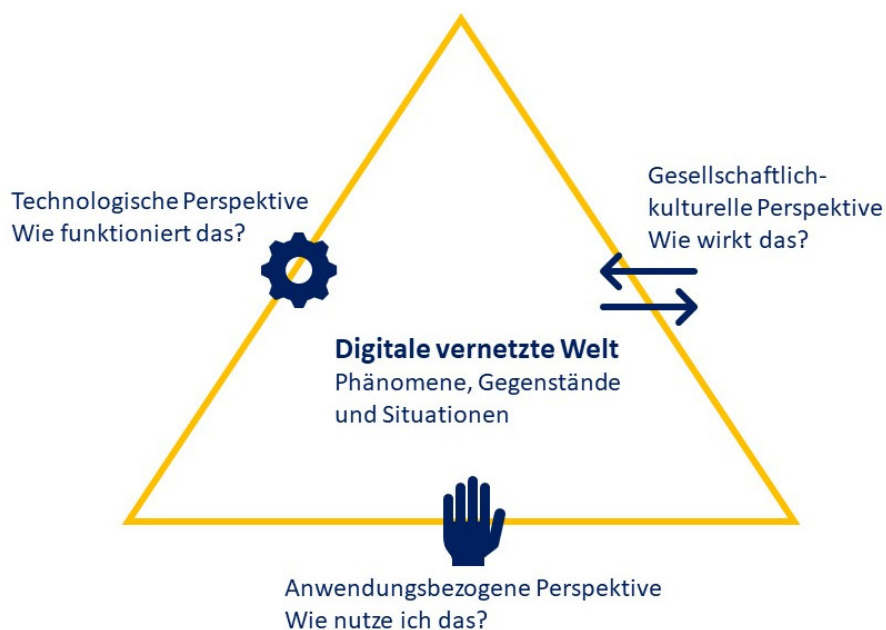 Technologische Perspektive
Wie funktioniert das?
Gesellschaftlich-
kulturelle Perspektive
Wie wirkt das?
Digitale vernetzte Welt
Phänomene, Gegenstände
und Situationen
Anwendungsbezogene Perspektive
Wie nutze ich das?